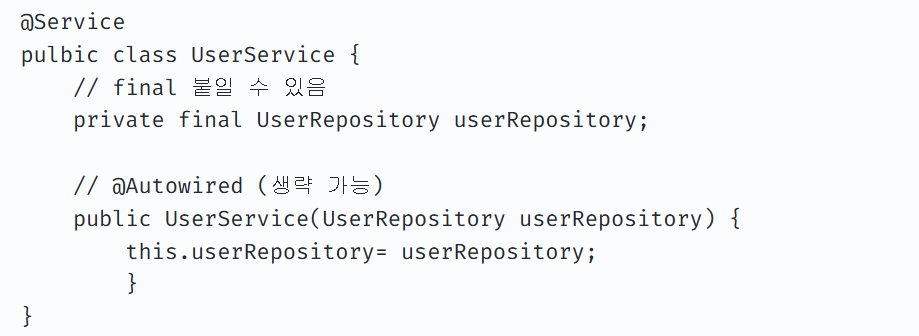 @Service
pulbic class UserService {
    // final 붙일 수 있음
    private final UserRepository userRepository;

    // @Autowired (생략 가능)
    public UserService(UserRepository userRepository) {
        this.userRepository= userRepository;
        }
}